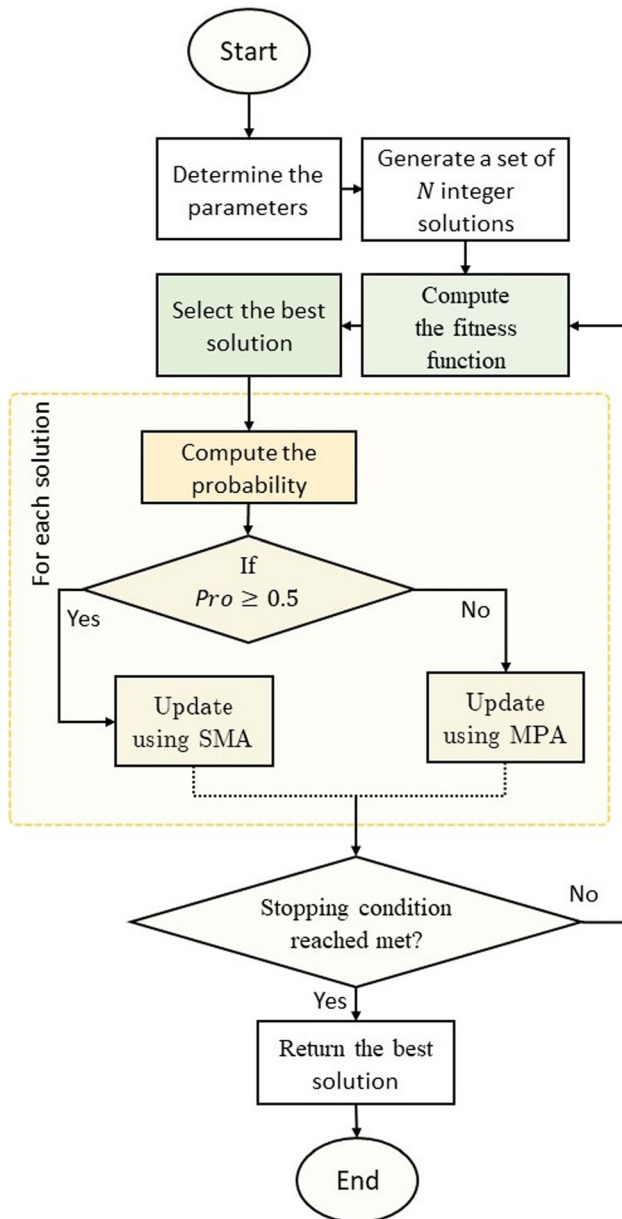 Start
Determine the
parameters
Generate a set of
N integer
solutions
Select the best
solution
Compute
the fitness
function
For each solution
Compute the
probability
If
Pro ≥ 0.5
Yes
No
Update
using SMA
Update
using MPA
Stopping condition
reached met?
No
Yes
Return the best
solution
End